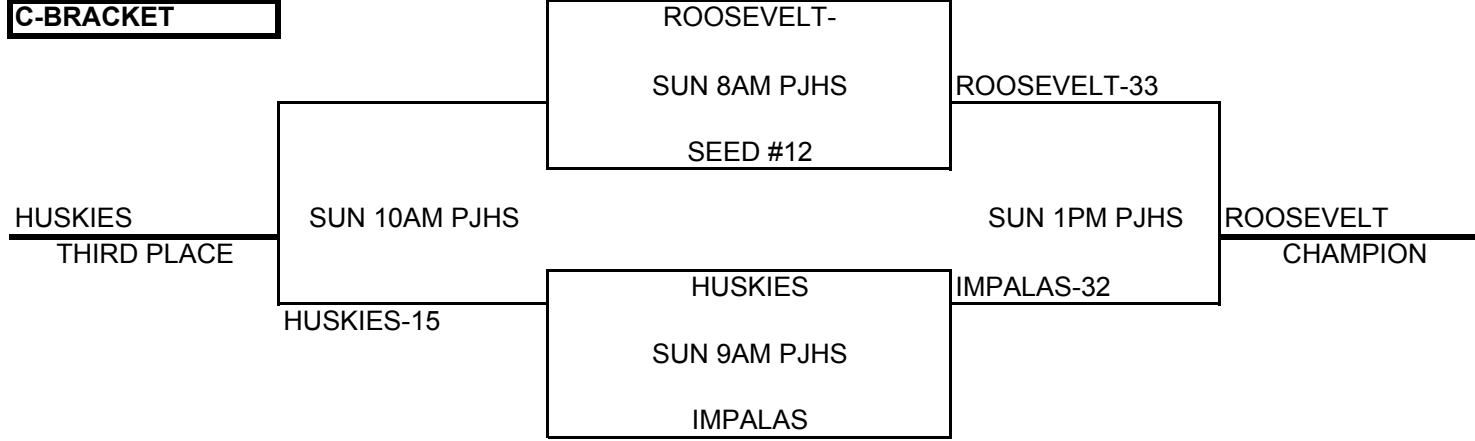 C-BRACKET
ROOSEVELT-
SUN 8AM PJHS
ROOSEVELT-33
SEED #12
HUSKIES
SUN 10AM PJHS
SUN 1PM PJHS
ROOSEVELT
THIRD PLACE
CHAMPION
HUSKIES
IMPALAS-32
HUSKIES-15
SUN 9AM PJHS
IMPALAS